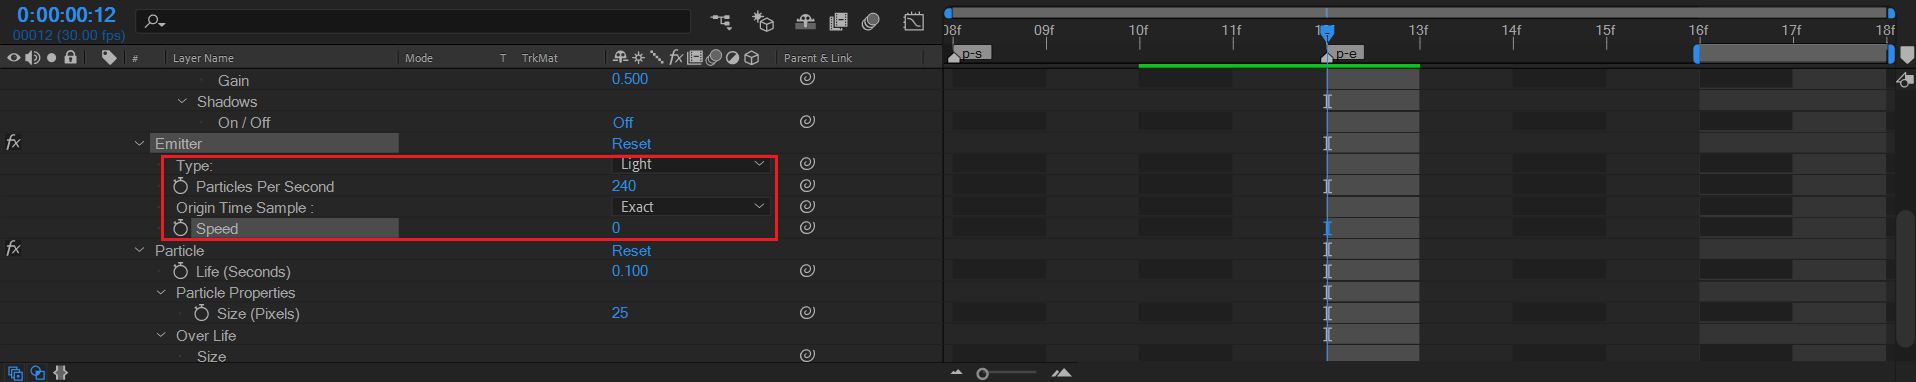 0:00:00:12
00012 (30.00 fps)
08f 09f 10f 11f 12f 13f 14f 15f 16f 17f 18f
p-s p-e
# Layer Name Mode T TrkMat fx Parent & Link
Gain 0.500
Shadows
On / Off Off
fx Emitter Reset
Type: Light
Particles Per Second 240
Origin Time Sample : Exact
Speed 0
fx Particle Reset
Life (Seconds) 0.100
Particle Properties
Size (Pixels) 25
Over Life
Size